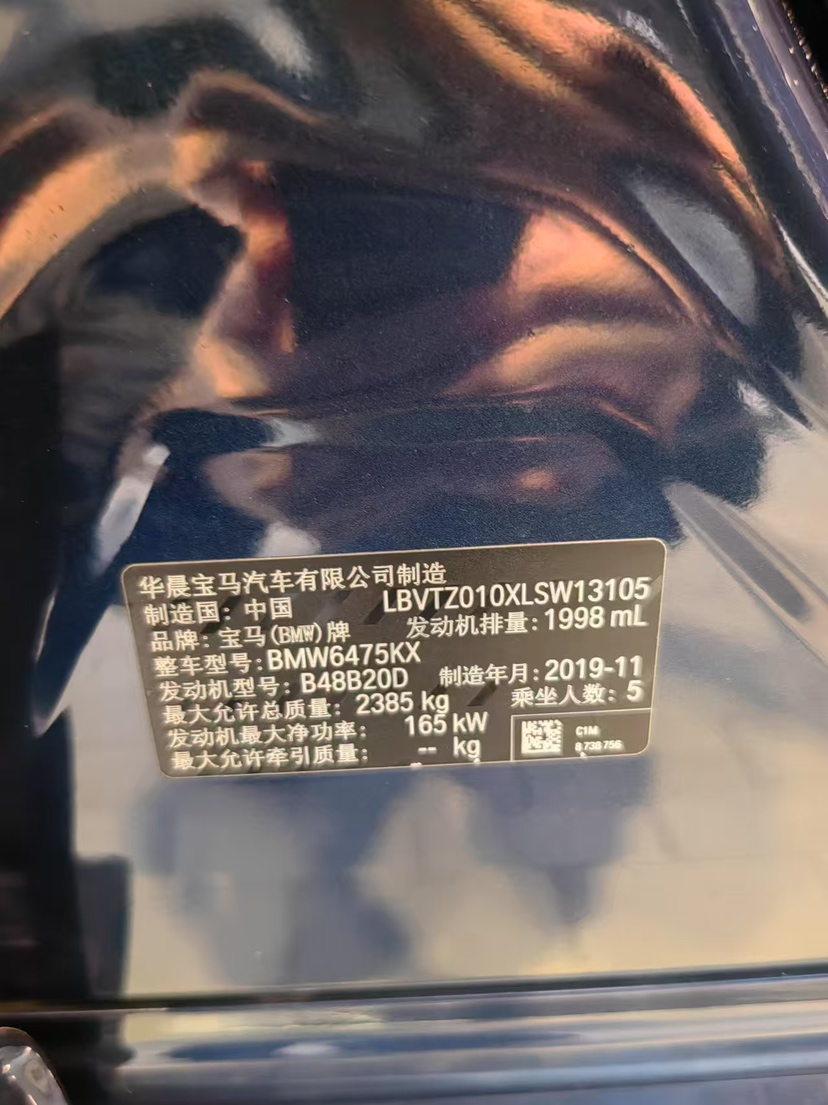 华晨宝马汽车有限公司制造
制造国：中国 LBVTZ010XLSW13105
品牌：宝马(BMW)牌 发动机排量：1998 mL
整车型号：BMW6475KX
发动机型号：B48B20D 制造年月：2019-11
最大允许总质量：2385 kg 乘坐人数：5
发动机最大净功率：165 kW
最大允许牵引质量：-- kg
C1M
8 738 756